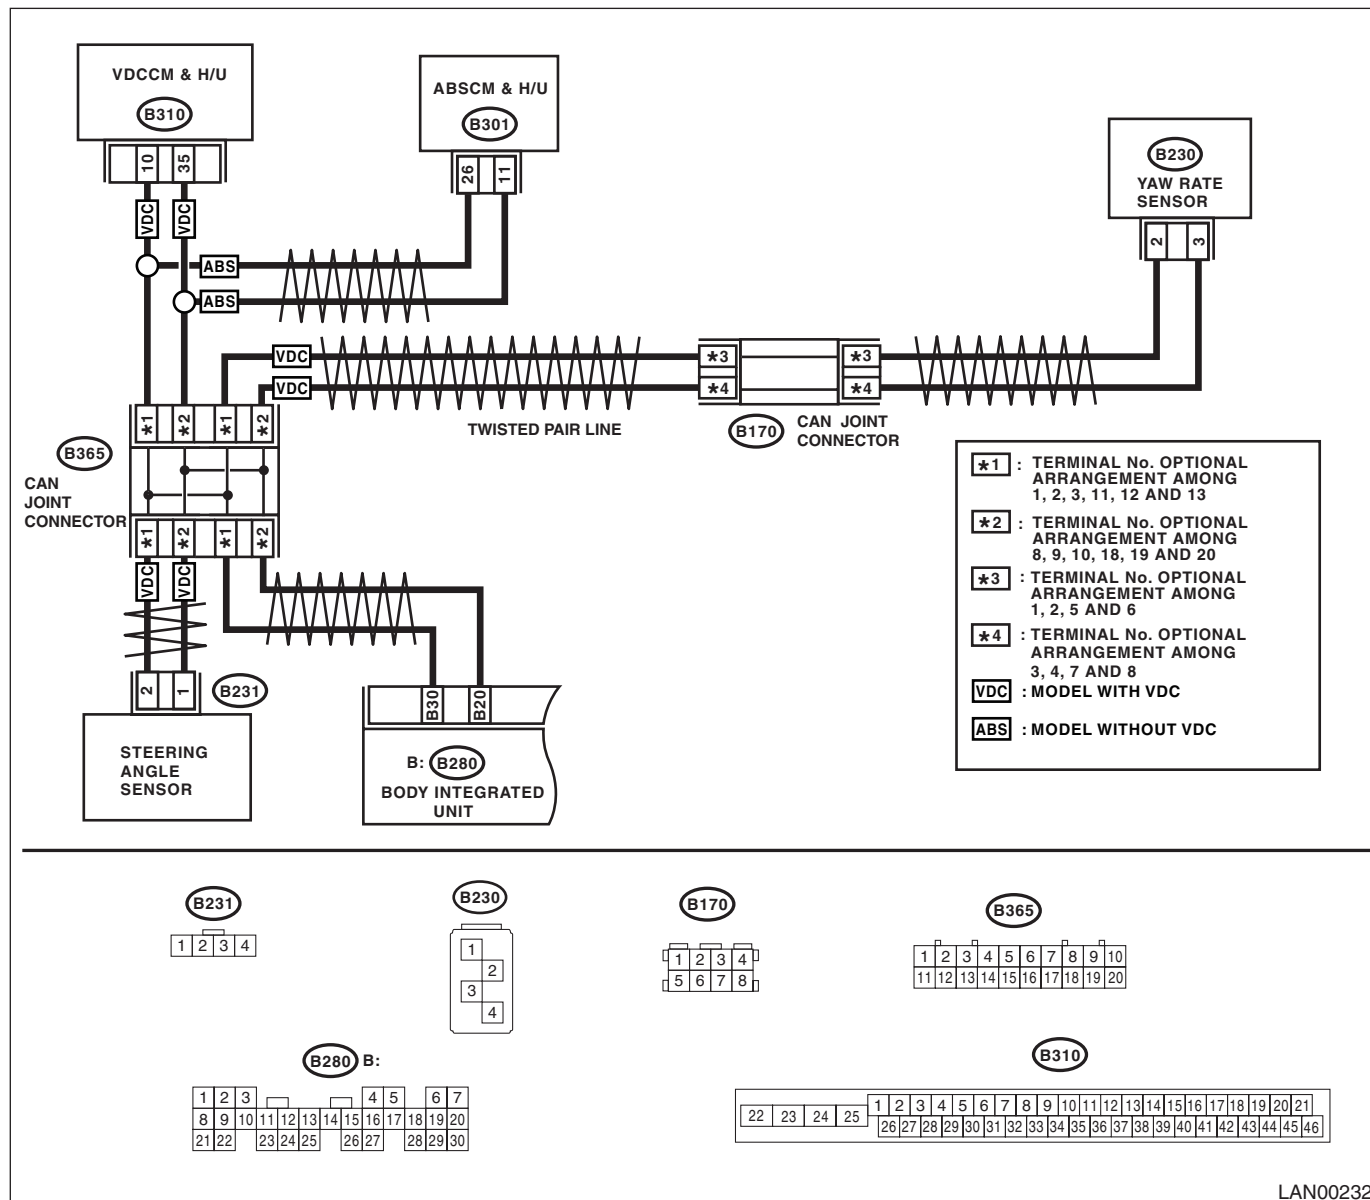 VDCCM & H/U
B310
10
35
VDC
VDC
ABSCM & H/U
B301
26
11
ABS
ABS
B230
YAW RATE
SENSOR
2
3
VDC
VDC
*3
*4
*3
*4
TWISTED PAIR LINE
B170
CAN JOINT
CONNECTOR
*1
*2
*1
*2
B365
CAN
JOINT
CONNECTOR
*1
*2
*1
*2
VDC
VDC
2
1
B231
STEERING
ANGLE
SENSOR
B30
B20
B: B280
BODY INTEGRATED
UNIT
*1 : TERMINAL No. OPTIONAL
ARRANGEMENT AMONG
1, 2, 3, 11, 12 AND 13
*2 : TERMINAL No. OPTIONAL
ARRANGEMENT AMONG
8, 9, 10, 18, 19 AND 20
*3 : TERMINAL No. OPTIONAL
ARRANGEMENT AMONG
1, 2, 5 AND 6
*4 : TERMINAL No. OPTIONAL
ARRANGEMENT AMONG
3, 4, 7 AND 8
VDC : MODEL WITH VDC
ABS : MODEL WITHOUT VDC
B231
1 2 3 4
B230
1
2
3
4
B170
1 2 3 4
5 6 7 8
B365
1 2 3 4 5 6 7 8 9 10
11 12 13 14 15 16 17 18 19 20
B280 B:
1 2 3 4 5 6 7
8 9 10 11 12 13 14 15 16 17 18 19 20
21 22 23 24 25 26 27 28 29 30
B310
22 23 24 25
1 2 3 4 5 6 7 8 9 10 11 12 13 14 15 16 17 18 19 20 21
26 27 28 29 30 31 32 33 34 35 36 37 38 39 40 41 42 43 44 45 46
LAN00232